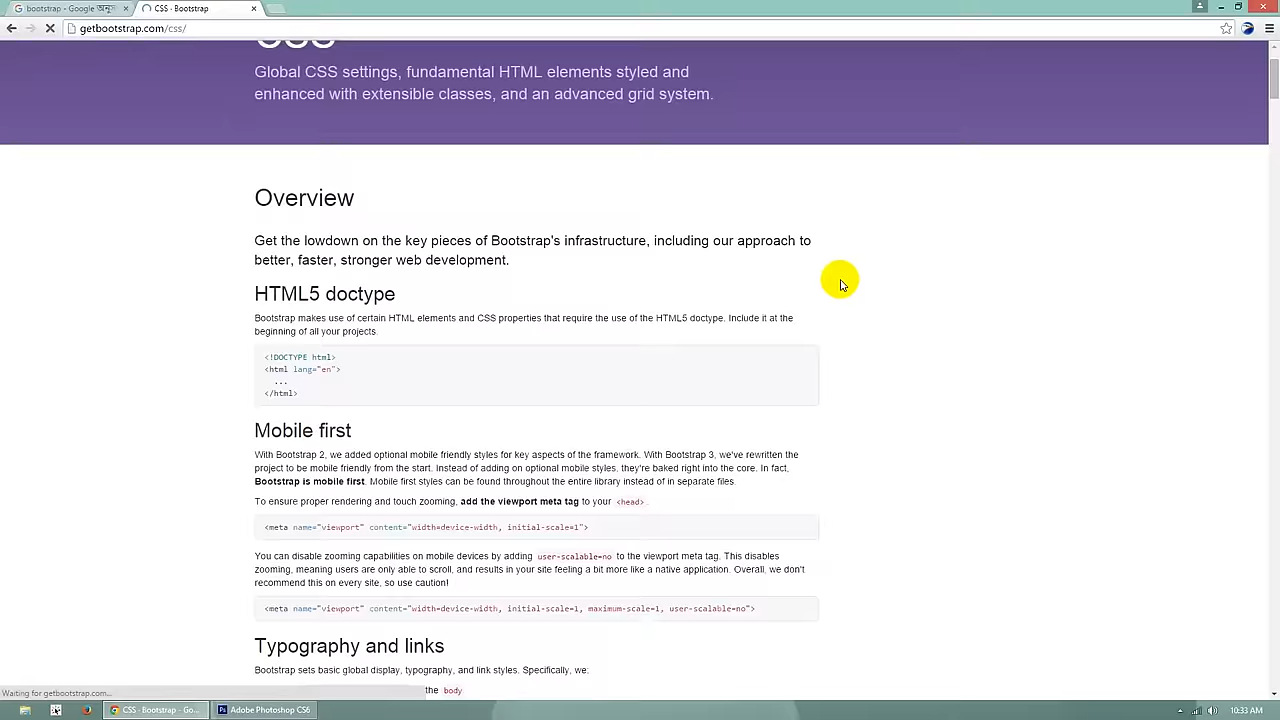 bootstrap - Google অনুস
CSS · Bootstrap
getbootstrap.com/css/
CSS
Global CSS settings, fundamental HTML elements styled and
enhanced with extensible classes, and an advanced grid system.
Overview
Get the lowdown on the key pieces of Bootstrap's infrastructure, including our approach to
better, faster, stronger web development.
HTML5 doctype
Bootstrap makes use of certain HTML elements and CSS properties that require the use of the HTML5 doctype. Include it at the
beginning of all your projects.
<!DOCTYPE html>
<html lang="en">
...
</html>
Mobile first
With Bootstrap 2, we added optional mobile friendly styles for key aspects of the framework. With Bootstrap 3, we've rewritten the
project to be mobile friendly from the start. Instead of adding on optional mobile styles, they're baked right into the core. In fact,
Bootstrap is mobile first. Mobile first styles can be found throughout the entire library instead of in separate files.
To ensure proper rendering and touch zooming, add the viewport meta tag to your <head>.
<meta name="viewport" content="width=device-width, initial-scale=1">
You can disable zooming capabilities on mobile devices by adding user-scalable=no to the viewport meta tag. This disables
zooming, meaning users are only able to scroll, and results in your site feeling a bit more like a native application. Overall, we don't
recommend this on every site, so use caution!
<meta name="viewport" content="width=device-width, initial-scale=1, maximum-scale=1, user-scalable=no">
Typography and links
Bootstrap sets basic global display, typography, and link styles. Specifically, we:
the body
Waiting for getbootstrap.com...
CSS · Bootstrap - Go...
Adobe Photoshop CS6
10:33 AM